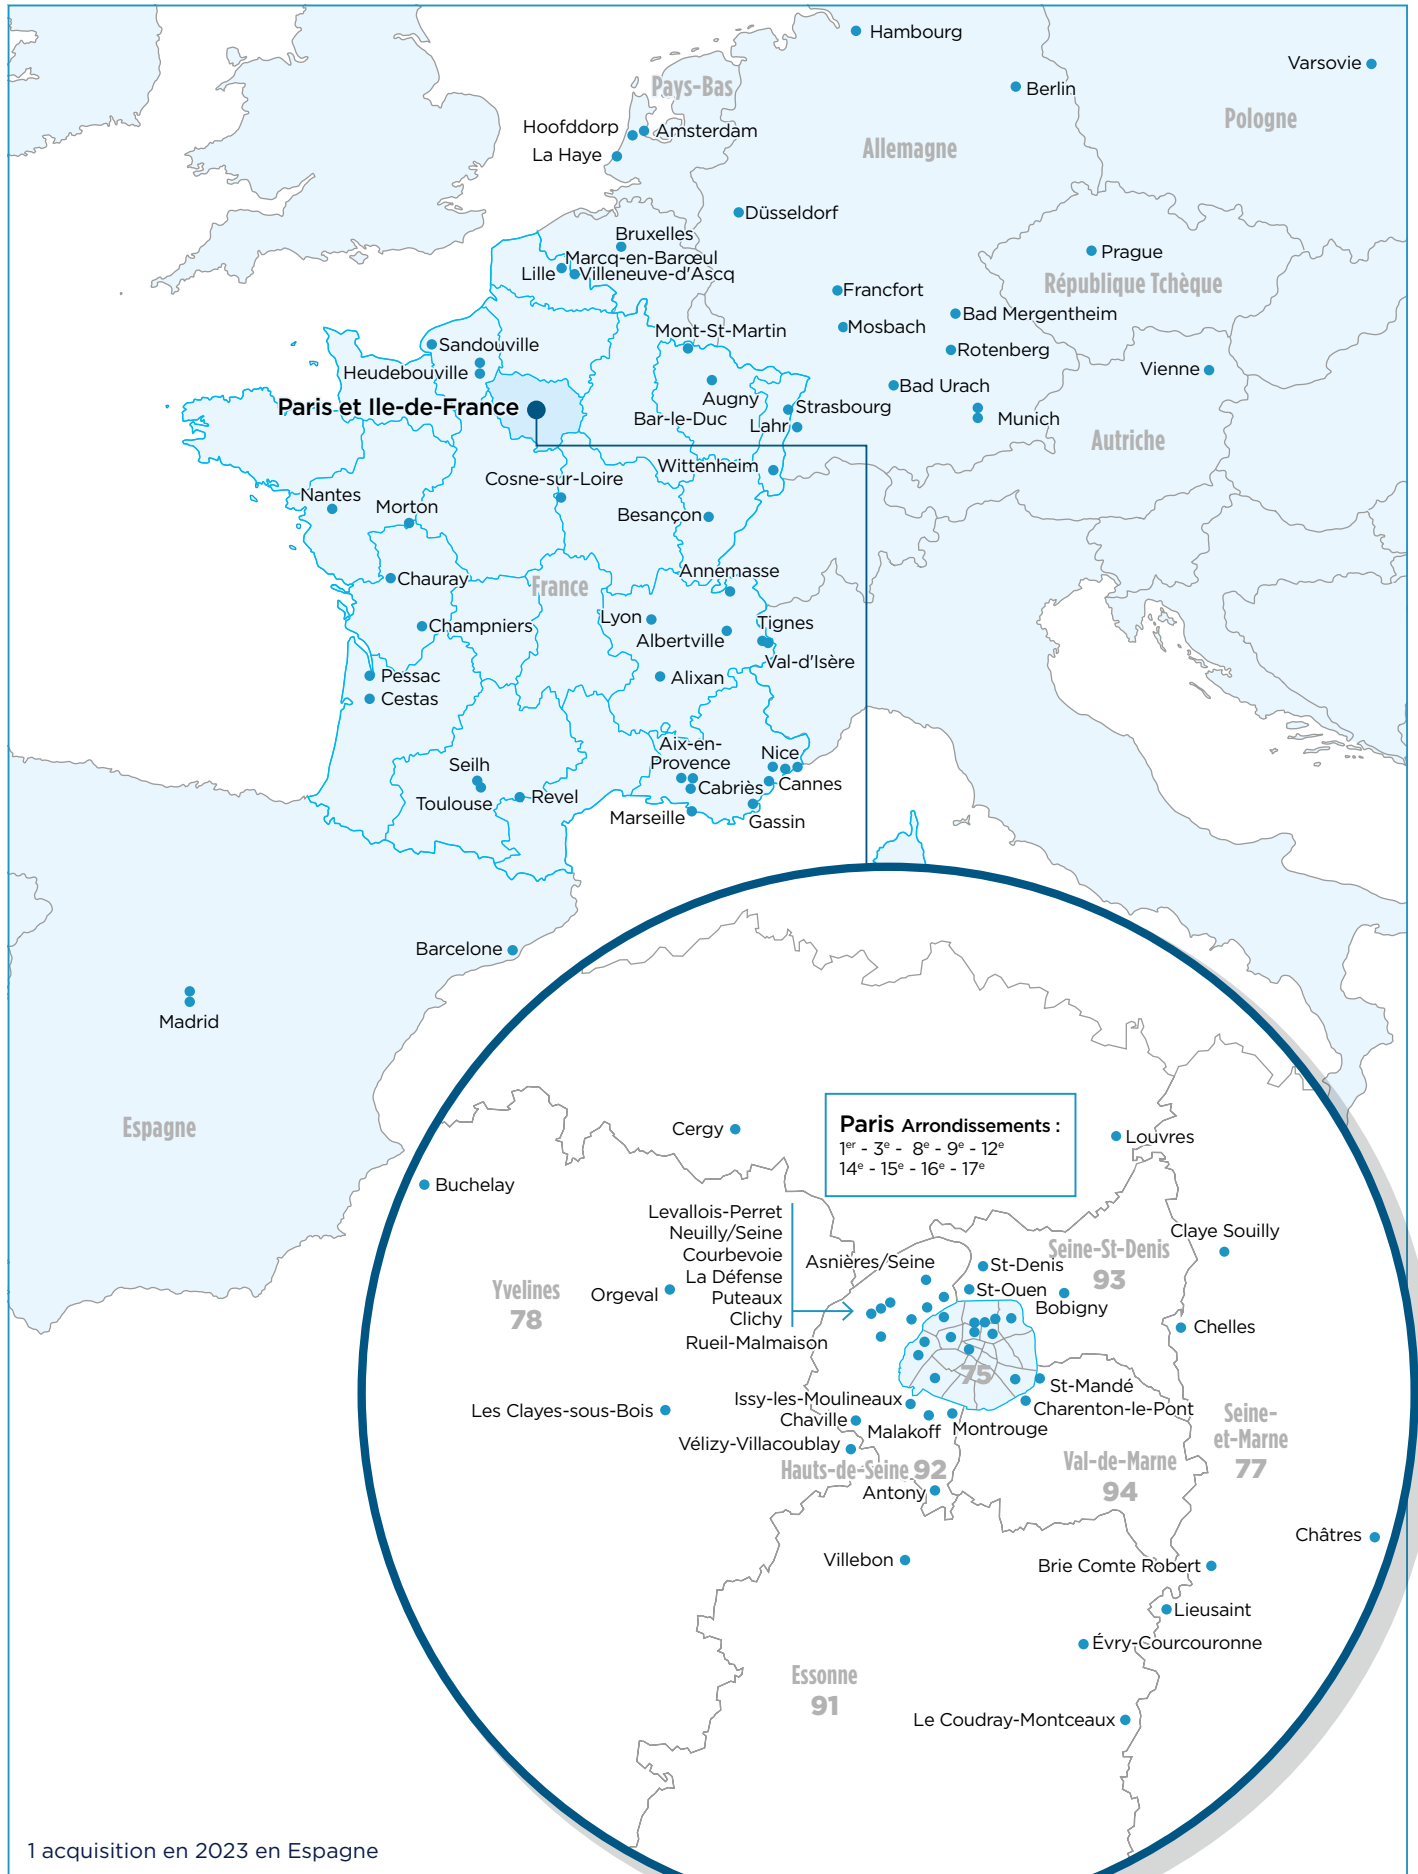 Hambourg
Varsovie
Pays-Bas
Berlin
Pologne
Hoofddorp
Amsterdam
Allemagne
La Haye
Düsseldorf
Bruxelles
Prague
Marcq-en-Barœul
Lille
Villeneuve-d'Ascq
République Tchèque
Francfort
Bad Mergentheim
Mosbach
Mont-St-Martin
Sandouville
Rotenberg
Heudebouville
Vienne
Bad Urach
Augny
Paris et Ile-de-France
Strasbourg
Bar-le-Duc
Lahr
Munich
Autriche
Wittenheim
Cosne-sur-Loire
Nantes
Morton
Besançon
Annemasse
Chauray
France
Lyon
Tignes
Champniers
Albertville
Val-d'Isère
Pessac
Alixan
Cestas
Aix-en-
Provence
Nice
Seilh
Cabriès
Cannes
Toulouse
Revel
Marseille
Gassin
Barcelone
Madrid
Espagne
Paris Arrondissements :
1er - 3e - 8e - 9e - 12e
14e - 15e - 16e - 17e
Cergy
Louvres
Buchelay
Levallois-Perret
Neuilly/Seine
Courbevoie
La Défense
Puteaux
Clichy
Rueil-Malmaison
Claye Souilly
Asnières/Seine
St-Denis
Seine-St-Denis
93
Yvelines
78
Orgeval
St-Ouen
Bobigny
Chelles
75
St-Mandé
Issy-les-Moulineaux
Charenton-le-Pont
Les Clayes-sous-Bois
Chaville
Malakoff
Montrouge
Seine-
et-Marne
77
Vélizy-Villacoublay
Hauts-de-Seine 92
Val-de-Marne
94
Antony
Châtres
Villebon
Brie Comte Robert
Lieusaint
Évry-Courcouronne
Essonne
91
Le Coudray-Montceaux
1 acquisition en 2023 en Espagne